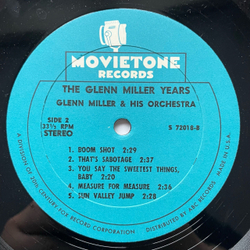 MOVIETONE
RECORDS
THE GLENN MILLER YEARS
GLENN MILLER & HIS ORCHESTRA
SIDE 2
33⅓ RPM
STEREO
S 72018-B
1. BOOM SHOT 2:29
2. THAT'S SABOTAGE 2:37
3. YOU SAY THE SWEETEST THINGS,
BABY 2:20
4. MEASURE FOR MEASURE 2:36
5. SUN VALLEY JUMP 2:28
A DIVISION OF 20th CENTURY FOX RECORD CORPORATION - DISTRIBUTED BY ABC RECORDS MADE IN U.S.A.